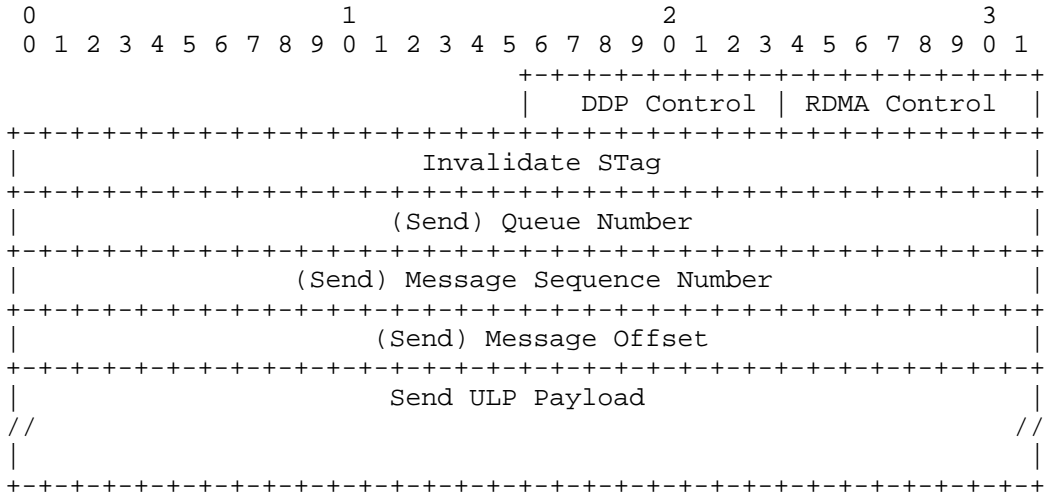 0                   1                   2                   3
 0 1 2 3 4 5 6 7 8 9 0 1 2 3 4 5 6 7 8 9 0 1 2 3 4 5 6 7 8 9 0 1
                                +-+-+-+-+-+-+-+-+-+-+-+-+-+-+-+-+
                                |   DDP Control | RDMA Control  |
+-+-+-+-+-+-+-+-+-+-+-+-+-+-+-+-+-+-+-+-+-+-+-+-+-+-+-+-+-+-+-+-+
|                         Invalidate STag                       |
+-+-+-+-+-+-+-+-+-+-+-+-+-+-+-+-+-+-+-+-+-+-+-+-+-+-+-+-+-+-+-+-+
|                       (Send) Queue Number                     |
+-+-+-+-+-+-+-+-+-+-+-+-+-+-+-+-+-+-+-+-+-+-+-+-+-+-+-+-+-+-+-+-+
|                 (Send) Message Sequence Number                |
+-+-+-+-+-+-+-+-+-+-+-+-+-+-+-+-+-+-+-+-+-+-+-+-+-+-+-+-+-+-+-+-+
|                      (Send) Message Offset                    |
+-+-+-+-+-+-+-+-+-+-+-+-+-+-+-+-+-+-+-+-+-+-+-+-+-+-+-+-+-+-+-+-+
|                       Send ULP Payload                        |
//                                                             //
|                                                               |
+-+-+-+-+-+-+-+-+-+-+-+-+-+-+-+-+-+-+-+-+-+-+-+-+-+-+-+-+-+-+-+-+